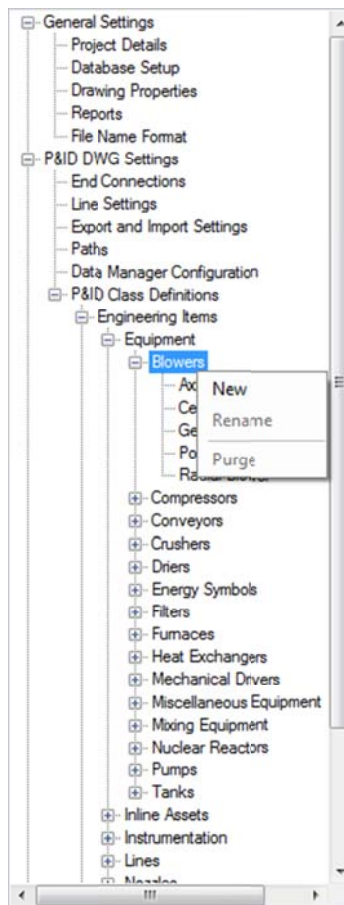 General Settings
Project Details
Database Setup
Drawing Properties
Reports
File Name Format
P&ID DWG Settings
End Connections
Line Settings
Export and Import Settings
Paths
Data Manager Configuration
P&ID Class Definitions
Engineering Items
Equipment
Blowers
New
Rename
Purge
Compressors
Conveyors
Crushers
Driers
Energy Symbols
Filters
Furnaces
Heat Exchangers
Mechanical Drivers
Miscellaneous Equipment
Mixing Equipment
Nuclear Reactors
Pumps
Tanks
Inline Assets
Instrumentation
Lines